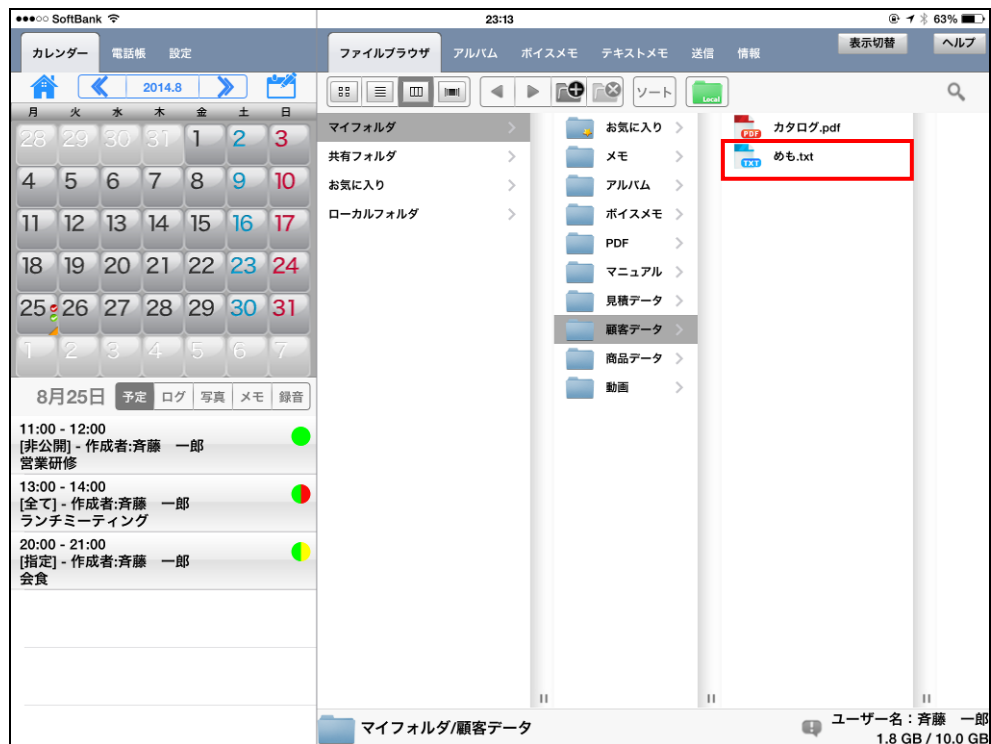 SoftBank 23:13 63%
カレンダー 電話帳 設定
ファイルブラウザ アルバム ボイスメモ テキストメモ 送信 情報 表示切替 ヘルプ
2014.8
月 火 水 木 金 土 日
28 29 30 31 1 2 3
4 5 6 7 8 9 10
11 12 13 14 15 16 17
18 19 20 21 22 23 24
25 26 27 28 29 30 31
1 2 3 4 5 6 7
8月25日 予定 ログ 写真 メモ 録音
11:00 - 12:00
[非公開] - 作成者:斉藤　一郎
営業研修
13:00 - 14:00
[全て] - 作成者:斉藤　一郎
ランチミーティング
20:00 - 21:00
[指定] - 作成者:斉藤　一郎
会食
ソート Local
マイフォルダ
共有フォルダ
お気に入り
ローカルフォルダ
お気に入り
メモ
アルバム
ボイスメモ
PDF
マニュアル
見積データ
顧客データ
商品データ
動画
PDF カタログ.pdf
TXT めも.txt
マイフォルダ/顧客データ
ユーザー名：斉藤　一郎
1.8 GB / 10.0 GB